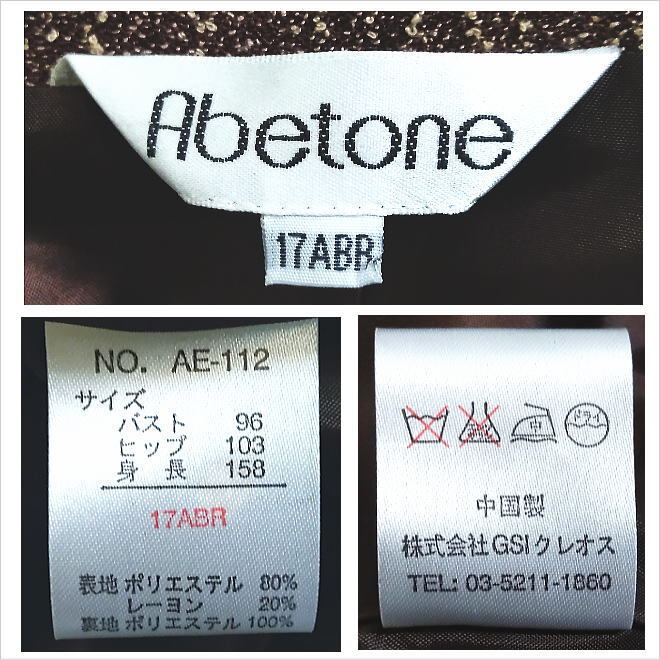 Abetone
17ABR
NO. AE-112
サイズ
バスト 96
ヒップ 103
身長 158
17ABR
表地 ポリエステル 80%
レーヨン 20%
裏地 ポリエステル 100%
中
ドライ
中国製
株式会社GSIクレオス
TEL: 03-5211-1860